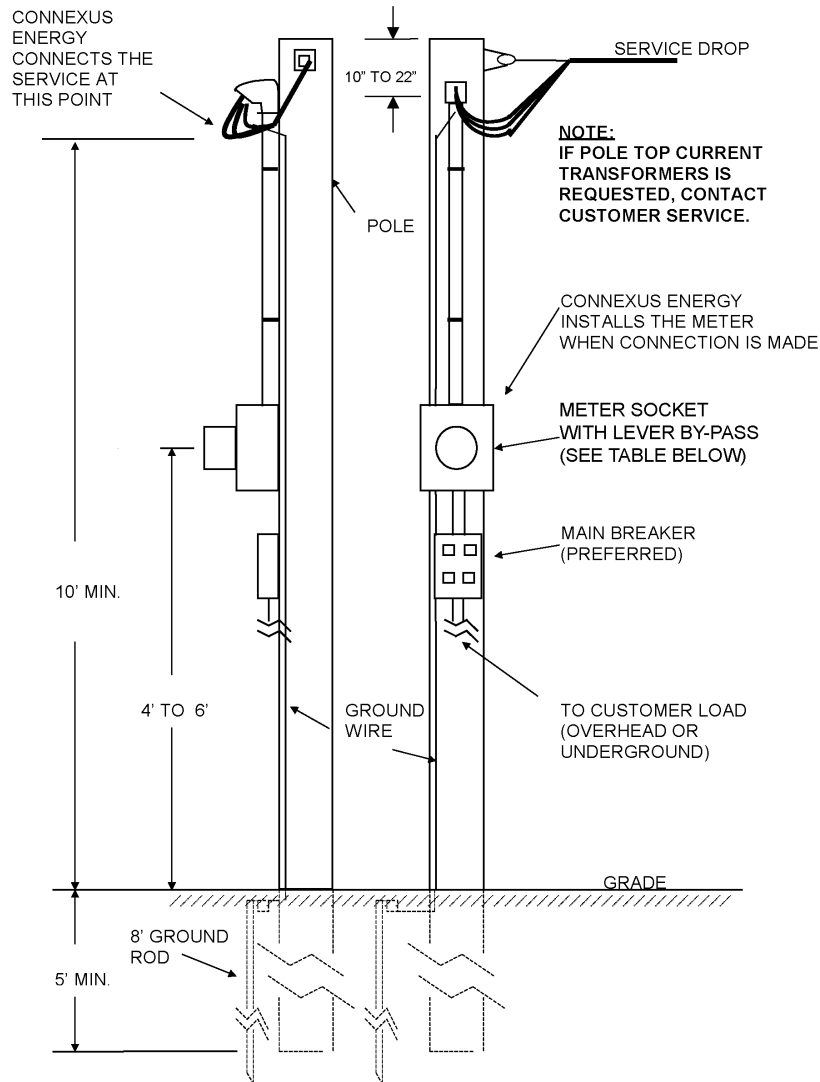 CONNEXUS
ENERGY
CONNECTS THE
SERVICE AT
THIS POINT
10" TO 22"
SERVICE DROP
NOTE:
IF POLE TOP CURRENT
TRANSFORMERS IS
REQUESTED, CONTACT
CUSTOMER SERVICE.
POLE
CONNEXUS ENERGY
INSTALLS THE METER
WHEN CONNECTION IS MADE
METER SOCKET
WITH LEVER BY-PASS
(SEE TABLE BELOW)
MAIN BREAKER
(PREFERRED)
10’ MIN.
4’ TO 6’
GROUND
WIRE
TO CUSTOMER LOAD
(OVERHEAD OR
UNDERGROUND)
GRADE
8’ GROUND
ROD
5’ MIN.